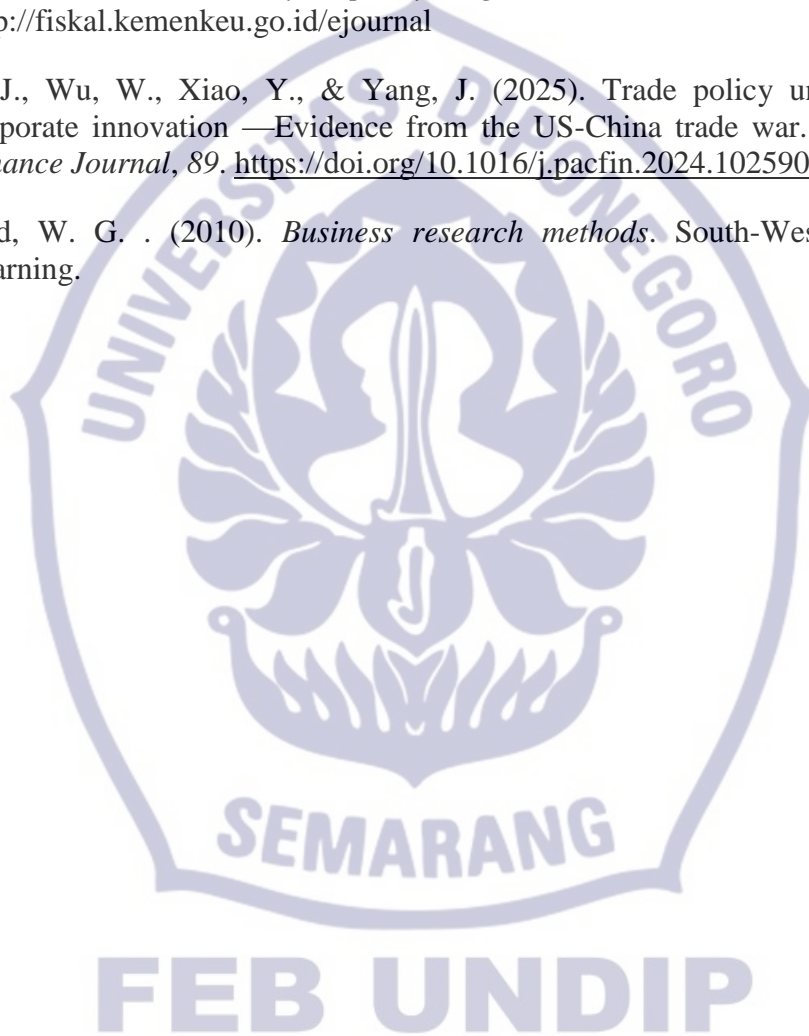 p://fiskal.kemenkeu.go.id/ejournal
J., Wu, W., Xiao, Y., & Yang, J. (2025). Trade policy un
porate innovation —Evidence from the US-China trade war.
ance Journal, 89. https://doi.org/10.1016/j.pacfin.2024.102590
d, W. G. . (2010). Business research methods. South-Wes
arning.
UNIVERSITAS DIPONEGORO
SEMARANG
FEB UNDIP